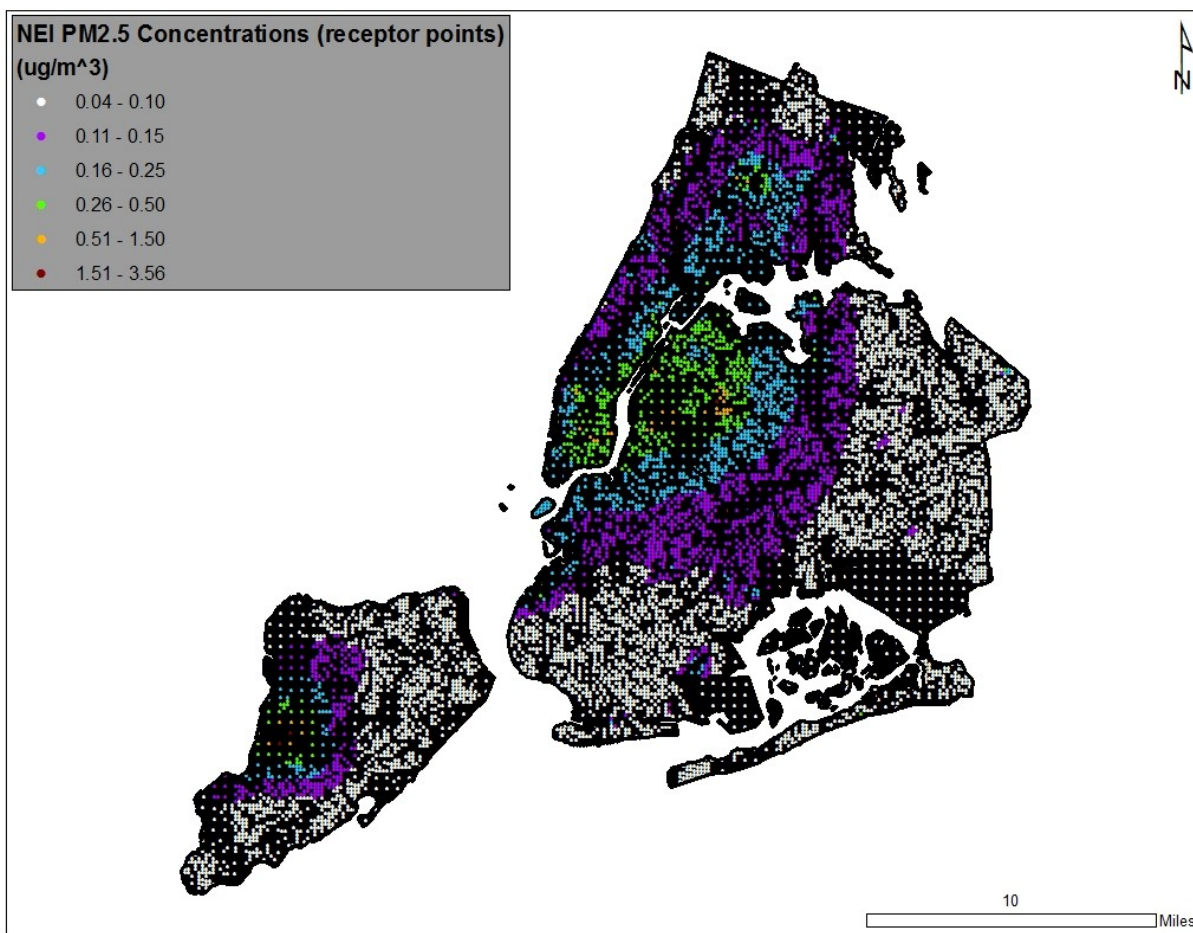 NEI PM2.5 Concentrations (receptor points)
(ug/m^3)
0.04 - 0.10
0.11 - 0.15
0.16 - 0.25
0.26 - 0.50
0.51 - 1.50
1.51 - 3.56
N
10
Miles